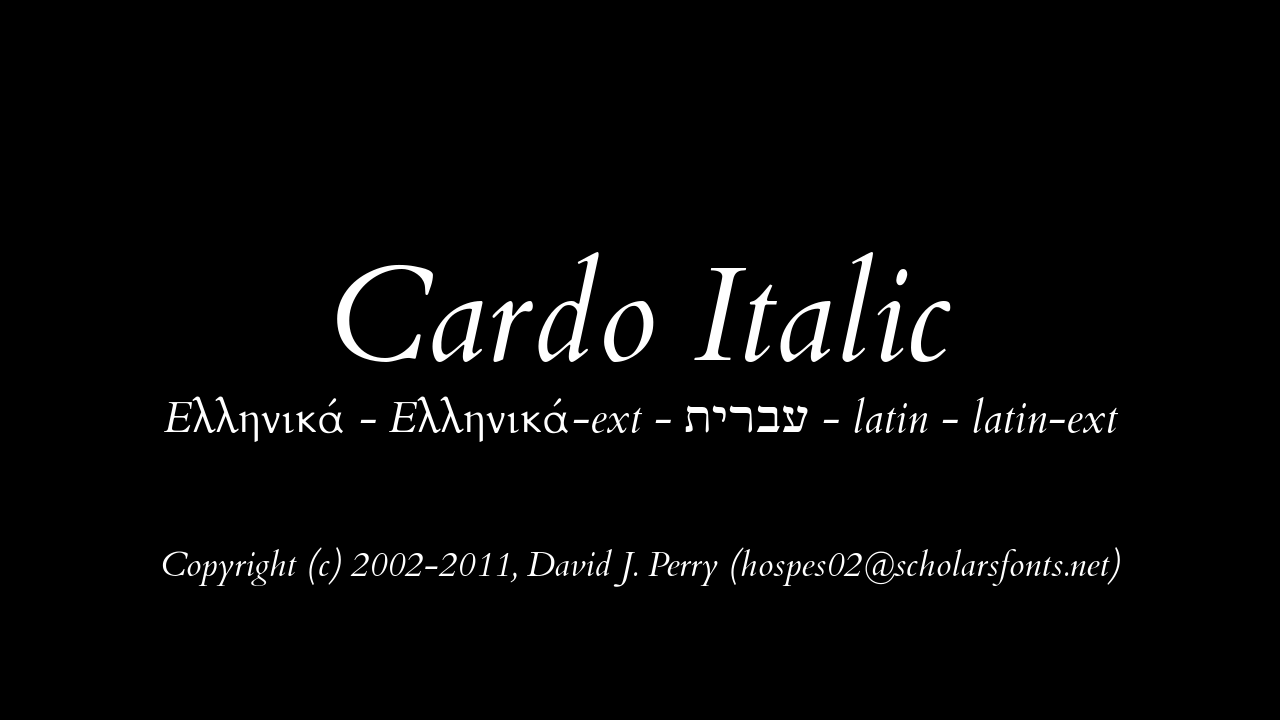 Cardo Italic
Ελληνικά - Ελληνικά-ext - עברית - latin - latin-ext
Copyright (c) 2002-2011, David J. Perry (hospes02@scholarsfonts.net)